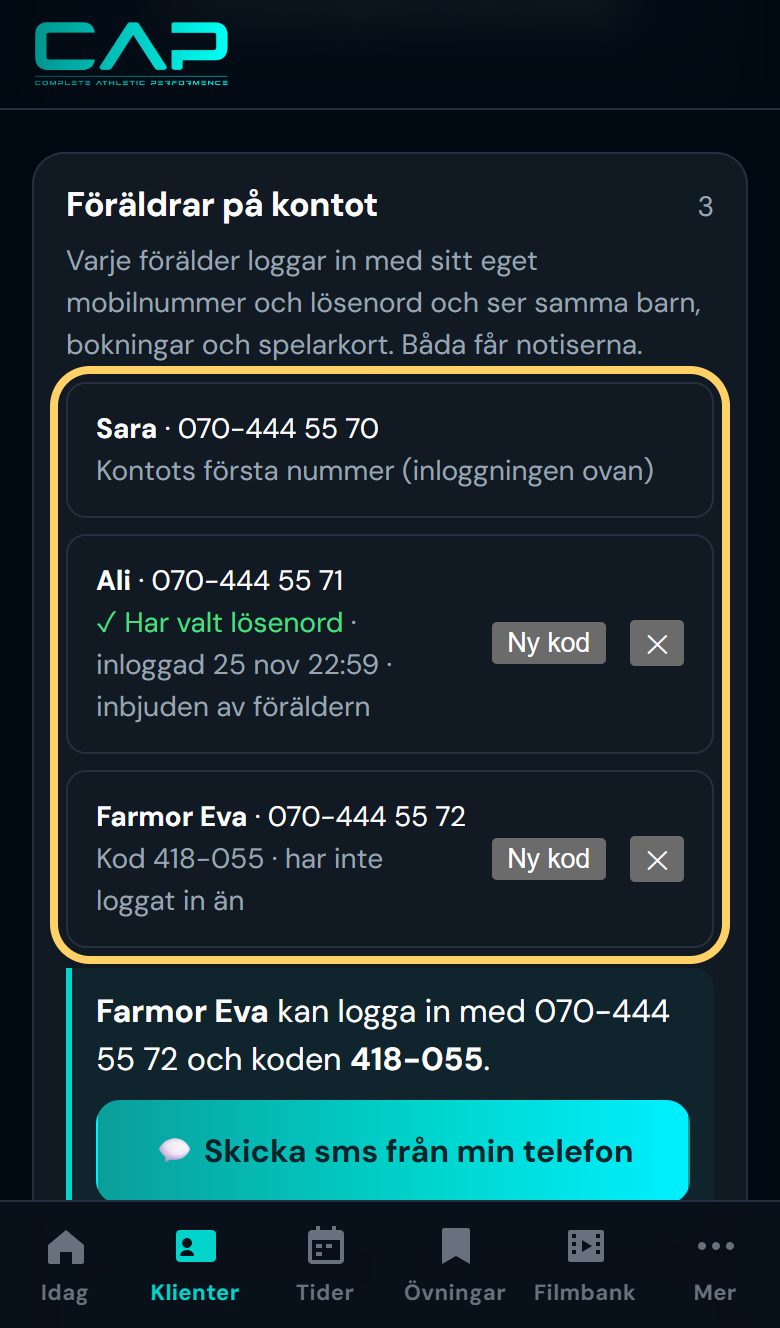 CAP
COMPLETE ATHLETIC PERFORMENCE
Föräldrar på kontot
3
Varje förälder loggar in med sitt eget
mobilnummer och lösenord och ser samma barn,
bokningar och spelarkort. Båda får notiserna.
Sara · 070-444 55 70
Kontots första nummer (inloggningen ovan)
Ali · 070-444 55 71
✓ Har valt lösenord ·
inloggad 25 nov 22:59 ·
inbjuden av föräldern
Ny kod
×
Farmor Eva · 070-444 55 72
Kod 418-055 · har inte
loggat in än
Ny kod
×
Farmor Eva kan logga in med 070-444
55 72 och koden 418-055.
💬 Skicka sms från min telefon
Idag
Klienter
Tider
Övningar
Filmbank
Mer